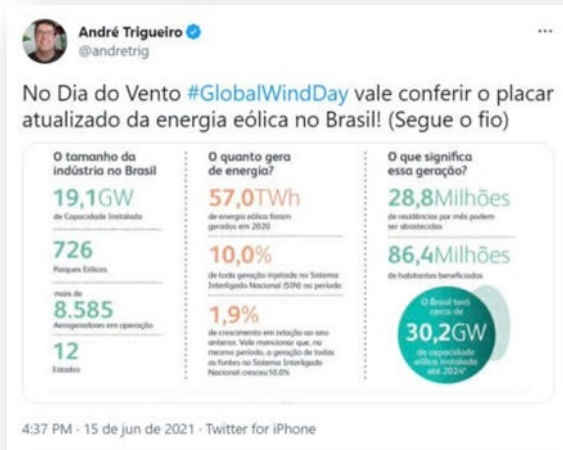 André Trigueiro
@andretrig
No Dia do Vento #GlobalWindDay vale conferir o placar
atualizado da energia eólica no Brasil! (Segue o fio)
O tamanho da
indústria no Brasil
19,1GW
de Capacidade Instalada
726
Parques Eólicos
mais de
8.585
Aerogeradores em operação
12
Estados
O quanto gera
de energia?
57,0TWh
de energia eólica foram
gerados em 2020
10,0%
de toda geração injetada no Sistema
Interligado Nacional (SIN) no período
1,9%
de crescimento em relação ao ano
anterior. Vale mencionar que, no
mesmo período, a geração de todas
as fontes no Sistema Interligado
Nacional cresceu 10.0%
O que significa
essa geração?
28,8Milhões
de residências por mês podem
ser abastecidas
86,4Milhões
de habitantes beneficiados
O Brasil terá
cerca de
30,2GW
de capacidade
eólica instalada
até 2024*
4:37 PM · 15 de jun de 2021 · Twitter for iPhone